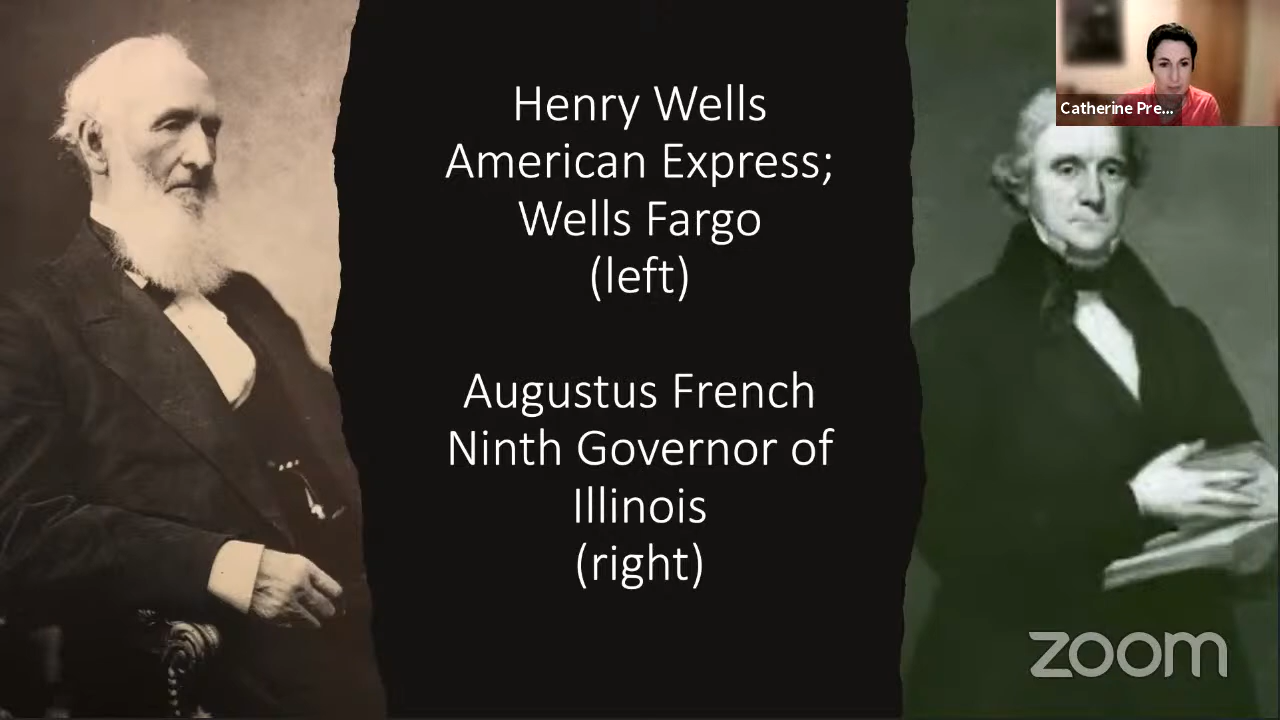 Henry Wells
American Express;
Wells Fargo
(left)
Augustus French
Ninth Governor of
Illinois
(right)
Catherine Pre...
zoom